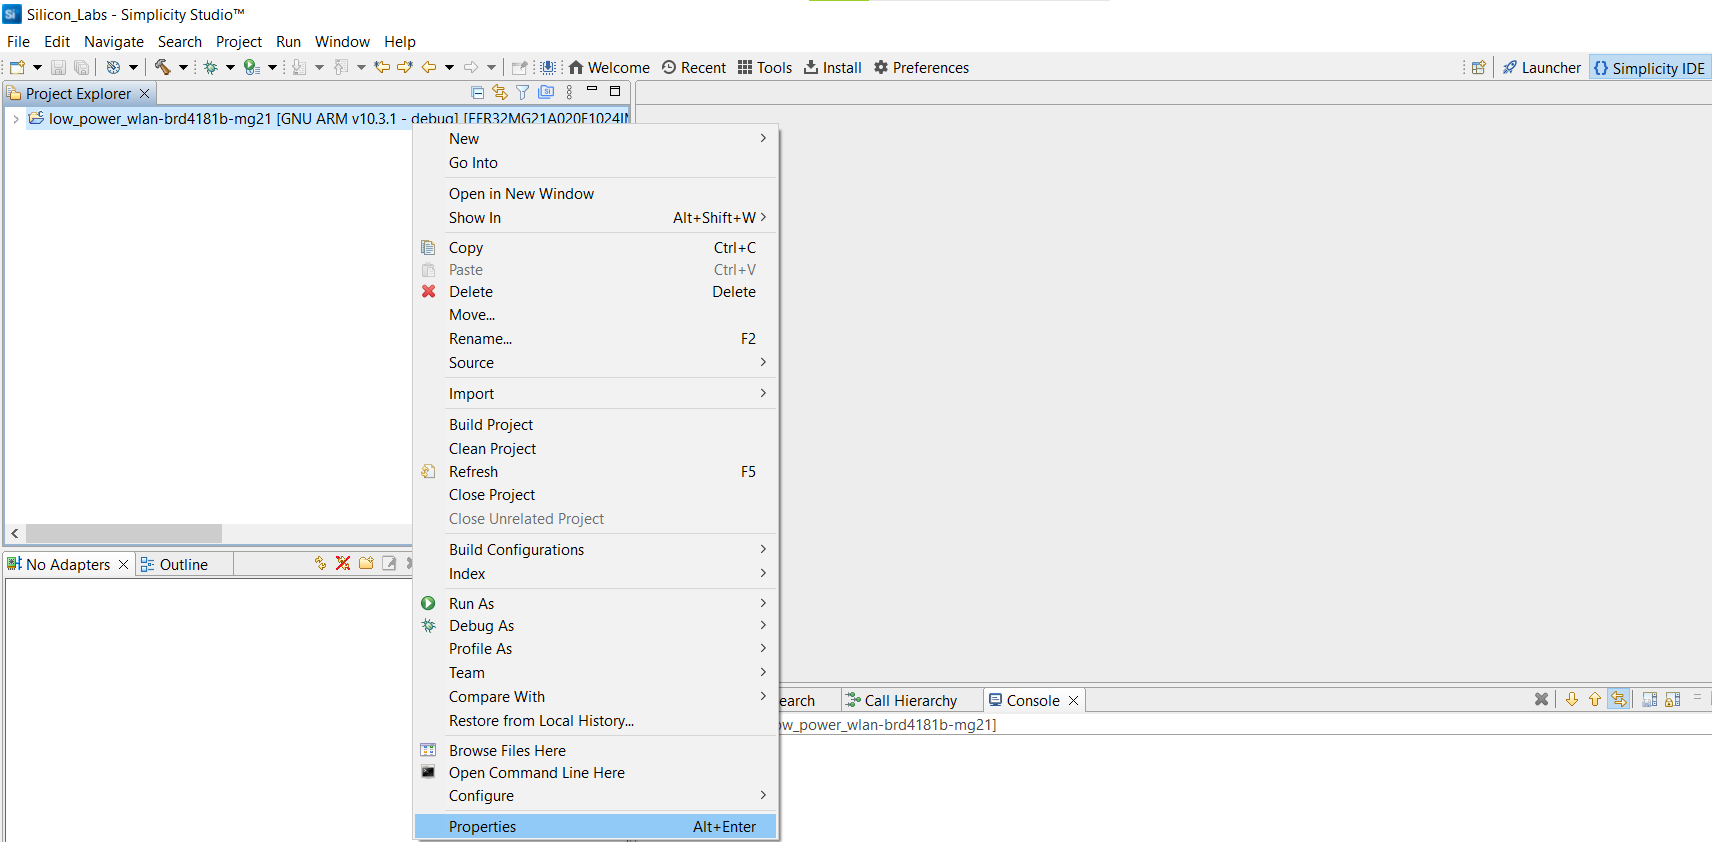 Silicon_Labs - Simplicity Studio™
File Edit Navigate Search Project Run Window Help
Welcome Recent Tools Install Preferences Launcher {} Simplicity IDE
Project Explorer
low_power_wlan-brd4181b-mg21 [GNU ARM v10.3.1 - debug] [EFR32MG21A020F1024IM
New
Go Into
Open in New Window
Show In Alt+Shift+W
Copy Ctrl+C
Paste Ctrl+V
Delete Delete
Move...
Rename... F2
Source
Import
Build Project
Clean Project
Refresh F5
Close Project
Close Unrelated Project
Build Configurations
Index
Run As
Debug As
Profile As
Team
Compare With
Restore from Local History...
Browse Files Here
Open Command Line Here
Configure
Properties Alt+Enter
No Adapters Outline
earch Call Hierarchy Console
ow_power_wlan-brd4181b-mg21]